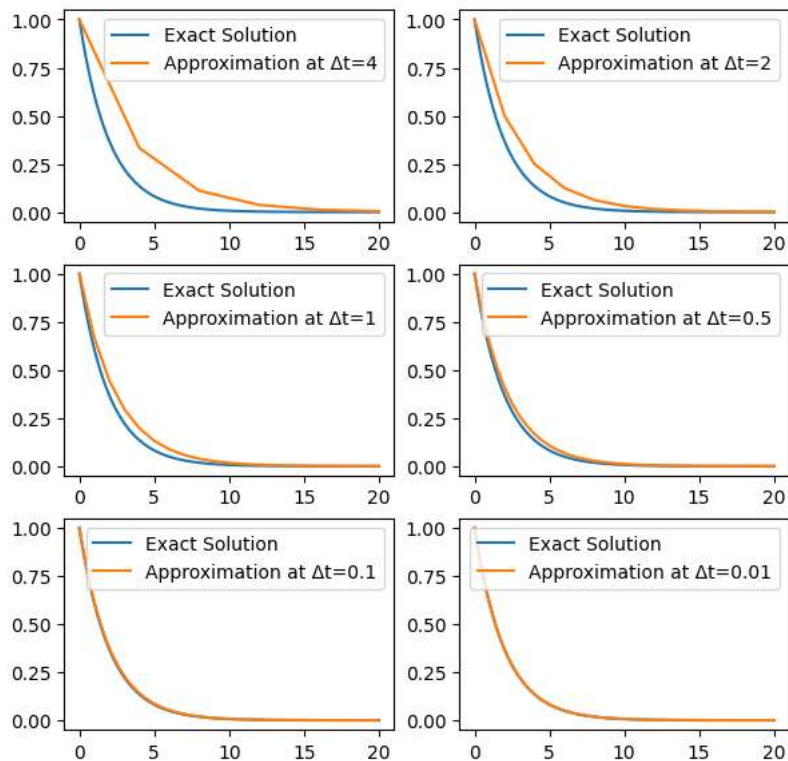 1.00
0.75
0.50
0.25
0.00
Exact Solution
Approximation at Δt=4
0 5 10 15 20
1.00
0.75
0.50
0.25
0.00
Exact Solution
Approximation at Δt=2
0 5 10 15 20
1.00
0.75
0.50
0.25
0.00
Exact Solution
Approximation at Δt=1
0 5 10 15 20
1.00
0.75
0.50
0.25
0.00
Exact Solution
Approximation at Δt=0.5
0 5 10 15 20
1.00
0.75
0.50
0.25
0.00
Exact Solution
Approximation at Δt=0.1
0 5 10 15 20
1.00
0.75
0.50
0.25
0.00
Exact Solution
Approximation at Δt=0.01
0 5 10 15 20